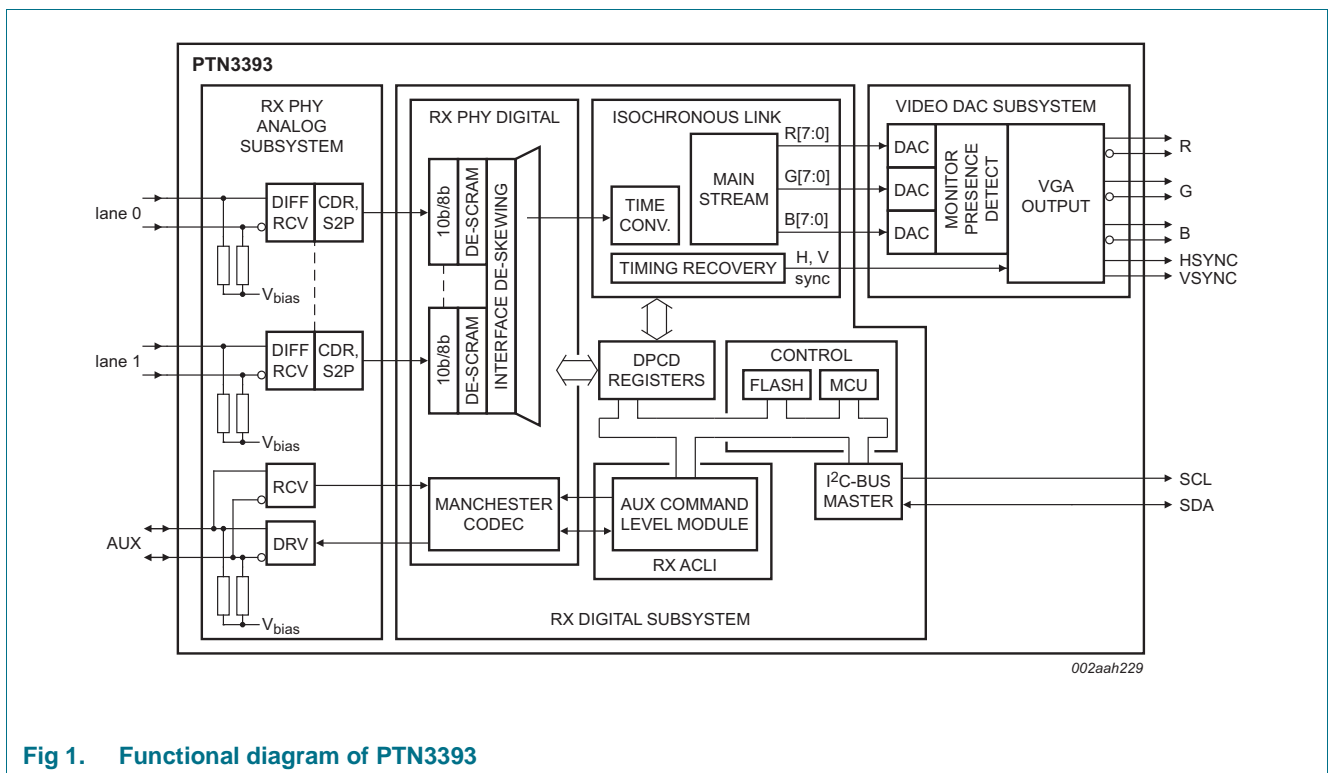 PTN3393
RX PHY
ANALOG
SUBSYSTEM
lane 0
DIFF
RCV
CDR,
S2P
Vbias
lane 1
DIFF
RCV
CDR,
S2P
Vbias
RCV
AUX
DRV
Vbias
RX PHY DIGITAL
10b/8b
DE-SCRAM
10b/8b
DE-SCRAM
INTERFACE DE-SKEWING
MANCHESTER
CODEC
ISOCHRONOUS LINK
TIME
CONV.
MAIN
STREAM
R[7:0]
G[7:0]
B[7:0]
TIMING RECOVERY
H, V
sync
DPCD
REGISTERS
CONTROL
FLASH
MCU
AUX COMMAND
LEVEL MODULE
RX ACLI
I2C-BUS
MASTER
RX DIGITAL SUBSYSTEM
VIDEO DAC SUBSYSTEM
DAC
DAC
DAC
MONITOR
PRESENCE
DETECT
VGA
OUTPUT
R
G
B
HSYNC
VSYNC
SCL
SDA
002aah229
Fig 1. Functional diagram of PTN3393